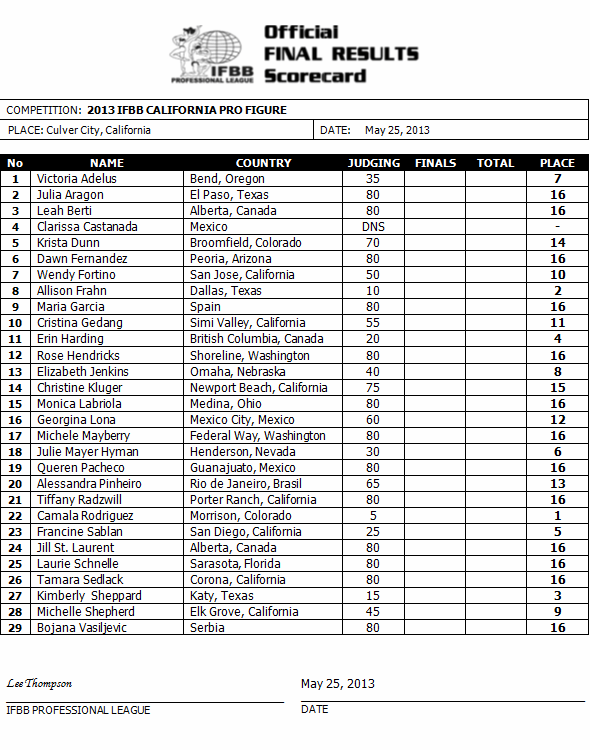 Official
FINAL RESULTS
Scorecard
IFBB
PROFESSIONAL LEAGUE
COMPETITION: 2013 IFBB CALIFORNIA PRO FIGURE
PLACE: Culver City, California DATE: May 25, 2013
No NAME COUNTRY JUDGING FINALS TOTAL PLACE
1 Victoria Adelus Bend, Oregon 35 7
2 Julia Aragon El Paso, Texas 80 16
3 Leah Berti Alberta, Canada 80 16
4 Clarissa Castanada Mexico DNS -
5 Krista Dunn Broomfield, Colorado 70 14
6 Dawn Fernandez Peoria, Arizona 80 16
7 Wendy Fortino San Jose, California 50 10
8 Allison Frahn Dallas, Texas 10 2
9 Maria Garcia Spain 80 16
10 Cristina Gedang Simi Valley, California 55 11
11 Erin Harding British Columbia, Canada 20 4
12 Rose Hendricks Shoreline, Washington 80 16
13 Elizabeth Jenkins Omaha, Nebraska 40 8
14 Christine Kluger Newport Beach, California 75 15
15 Monica Labriola Medina, Ohio 80 16
16 Georgina Lona Mexico City, Mexico 60 12
17 Michele Mayberry Federal Way, Washington 80 16
18 Julie Mayer Hyman Henderson, Nevada 30 6
19 Queren Pacheco Guanajuato, Mexico 80 16
20 Alessandra Pinheiro Rio de Janeiro, Brasil 65 13
21 Tiffany Radzwill Porter Ranch, California 80 16
22 Camala Rodriguez Morrison, Colorado 5 1
23 Francine Sablan San Diego, California 25 5
24 Jill St. Laurent Alberta, Canada 80 16
25 Laurie Schnelle Sarasota, Florida 80 16
26 Tamara Sedlack Corona, California 80 16
27 Kimberly Sheppard Katy, Texas 15 3
28 Michelle Shepherd Elk Grove, California 45 9
29 Bojana Vasiljevic Serbia 80 16
Lee Thompson May 25, 2013
IFBB PROFESSIONAL LEAGUE DATE